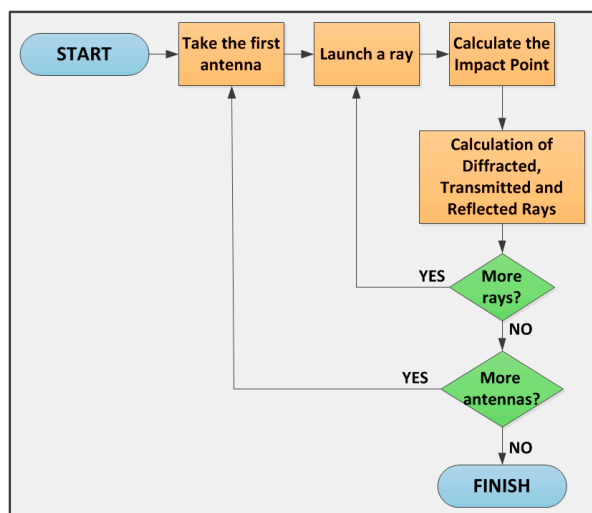 START
Take the first
antenna
Launch a ray
Calculate the
Impact Point
Calculation of
Diffracted,
Transmitted and
Reflected Rays
YES
More
rays?
NO
YES
More
antennas?
NO
FINISH